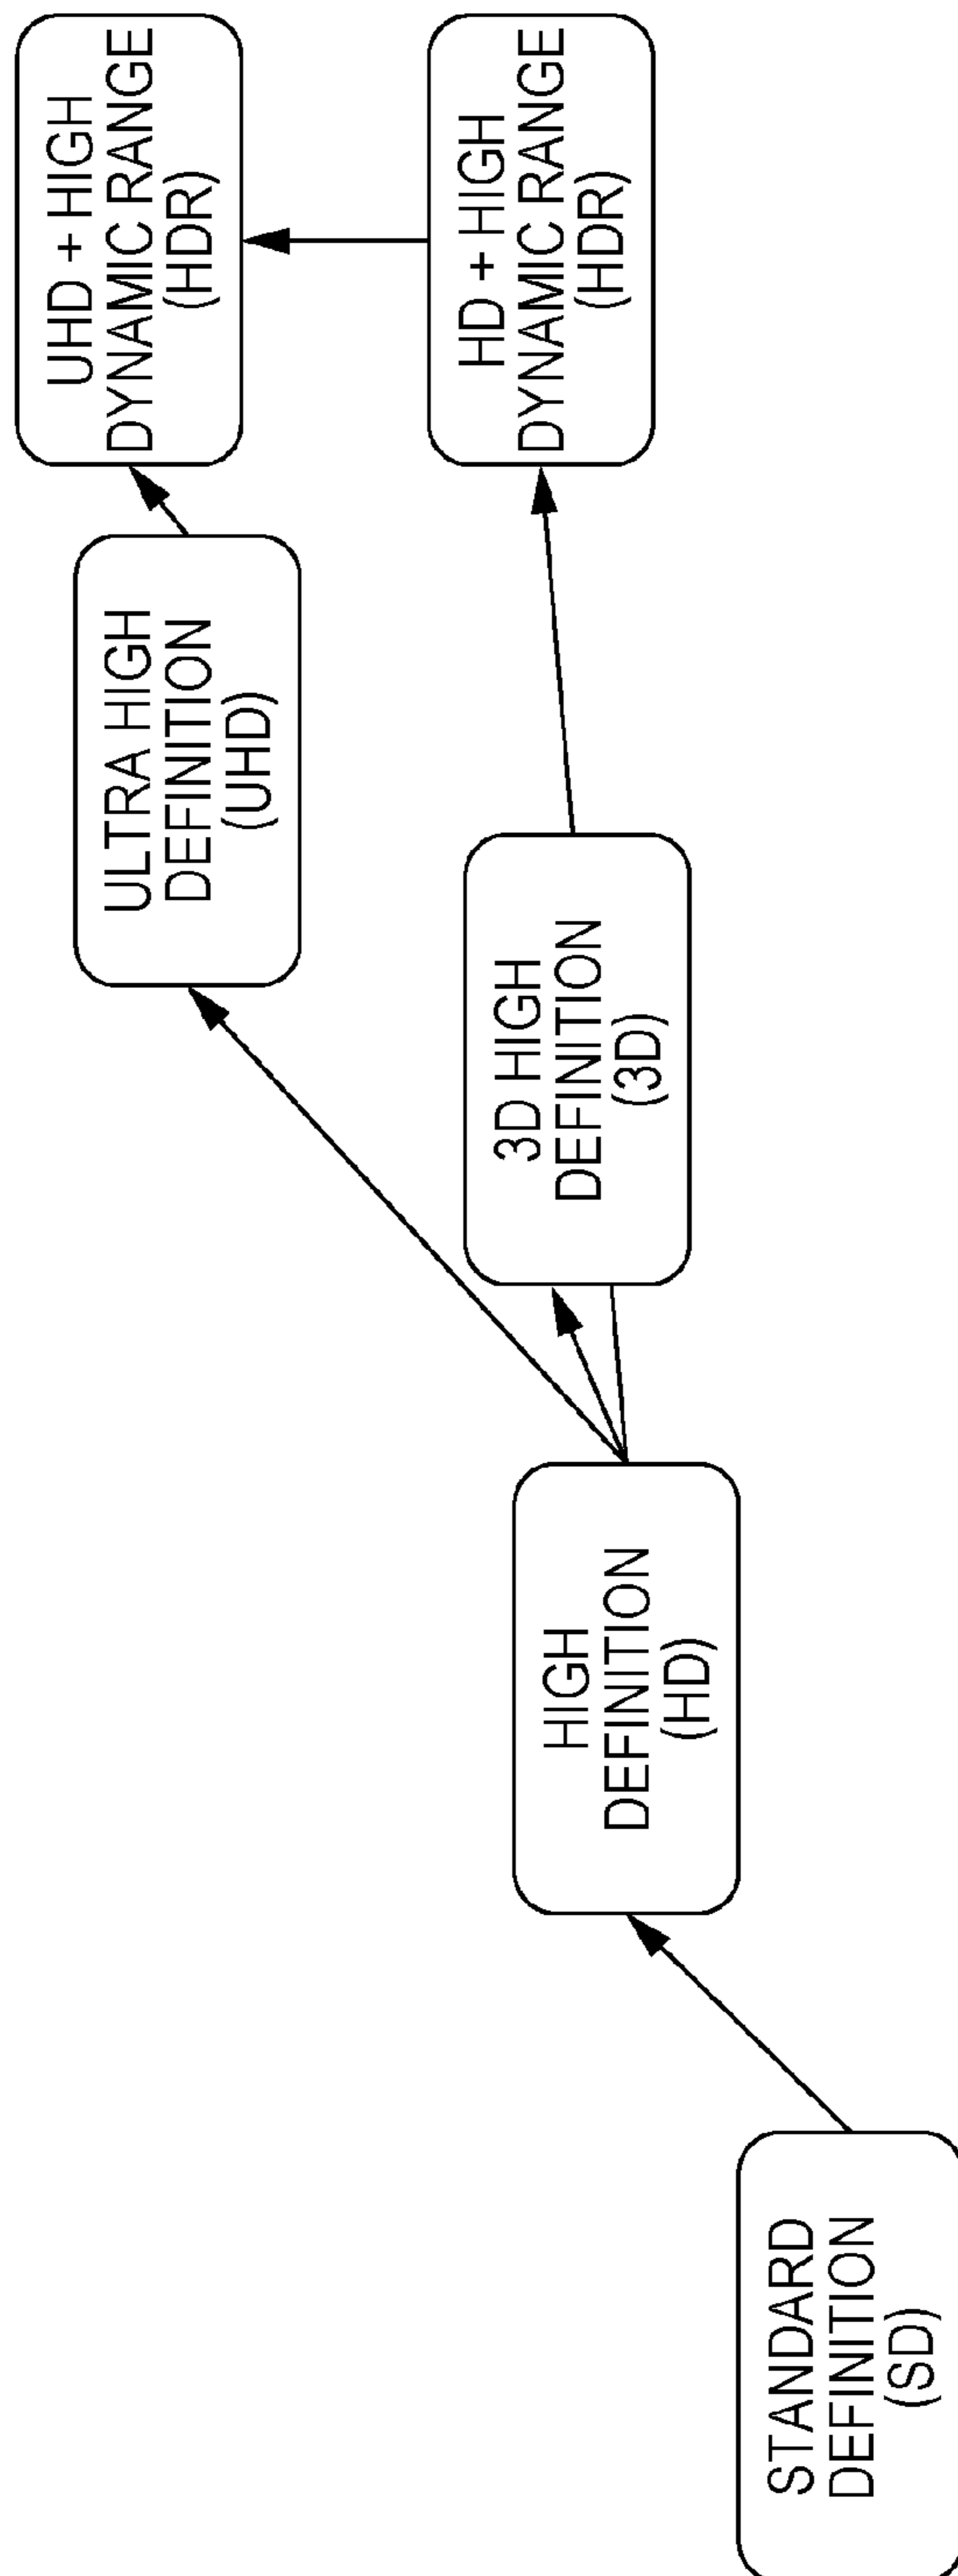 STANDARD
DEFINITION
(SD)
HIGH
DEFINITION
(HD)
3D HIGH
DEFINITION
(3D)
ULTRA HIGH
DEFINITION
(UHD)
UHD + HIGH
DYNAMIC RANGE
(HDR)
HD + HIGH
DYNAMIC RANGE
(HDR)